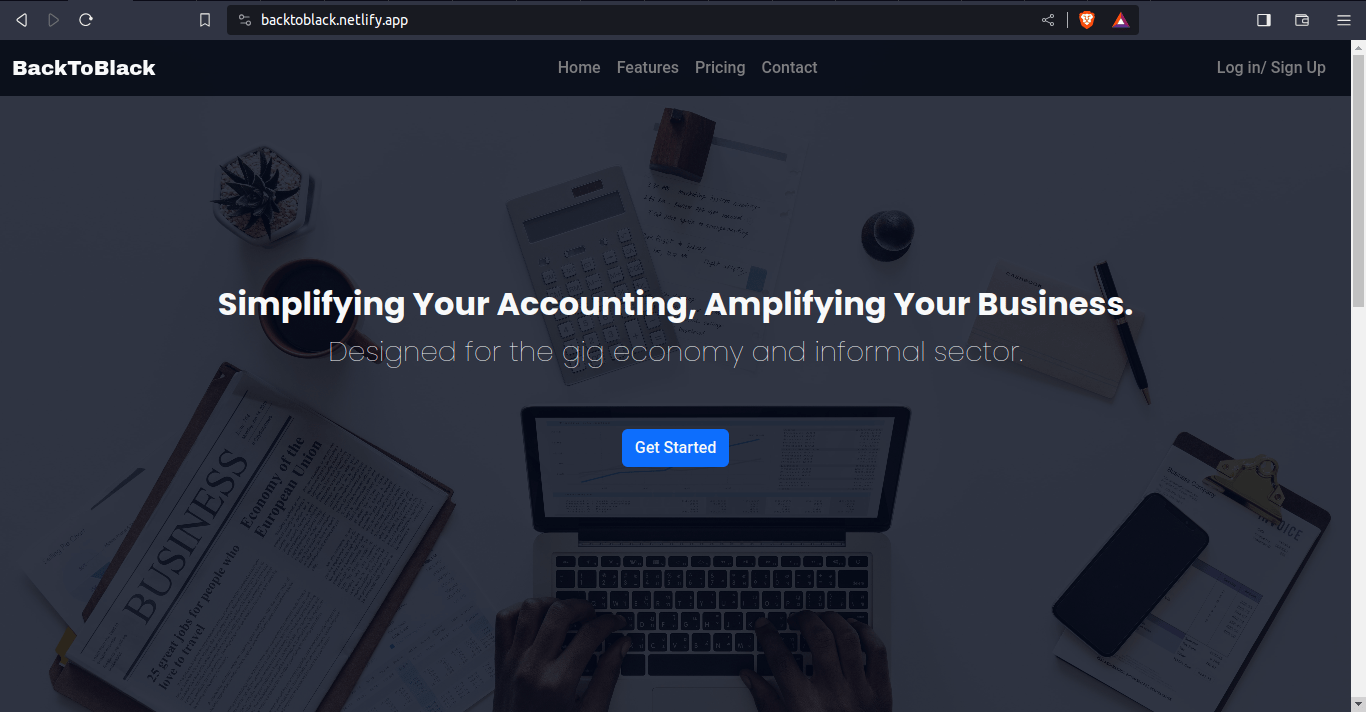 backtoblack.netlify.app
BackToBlack
Home Features Pricing Contact
Log in/ Sign Up
Simplifying Your Accounting, Amplifying Your Business.
Designed for the gig economy and informal sector.
Get Started
BUSINESS
Economy of the
European Union
25 great jobs for people who
love to travel
INVOICE